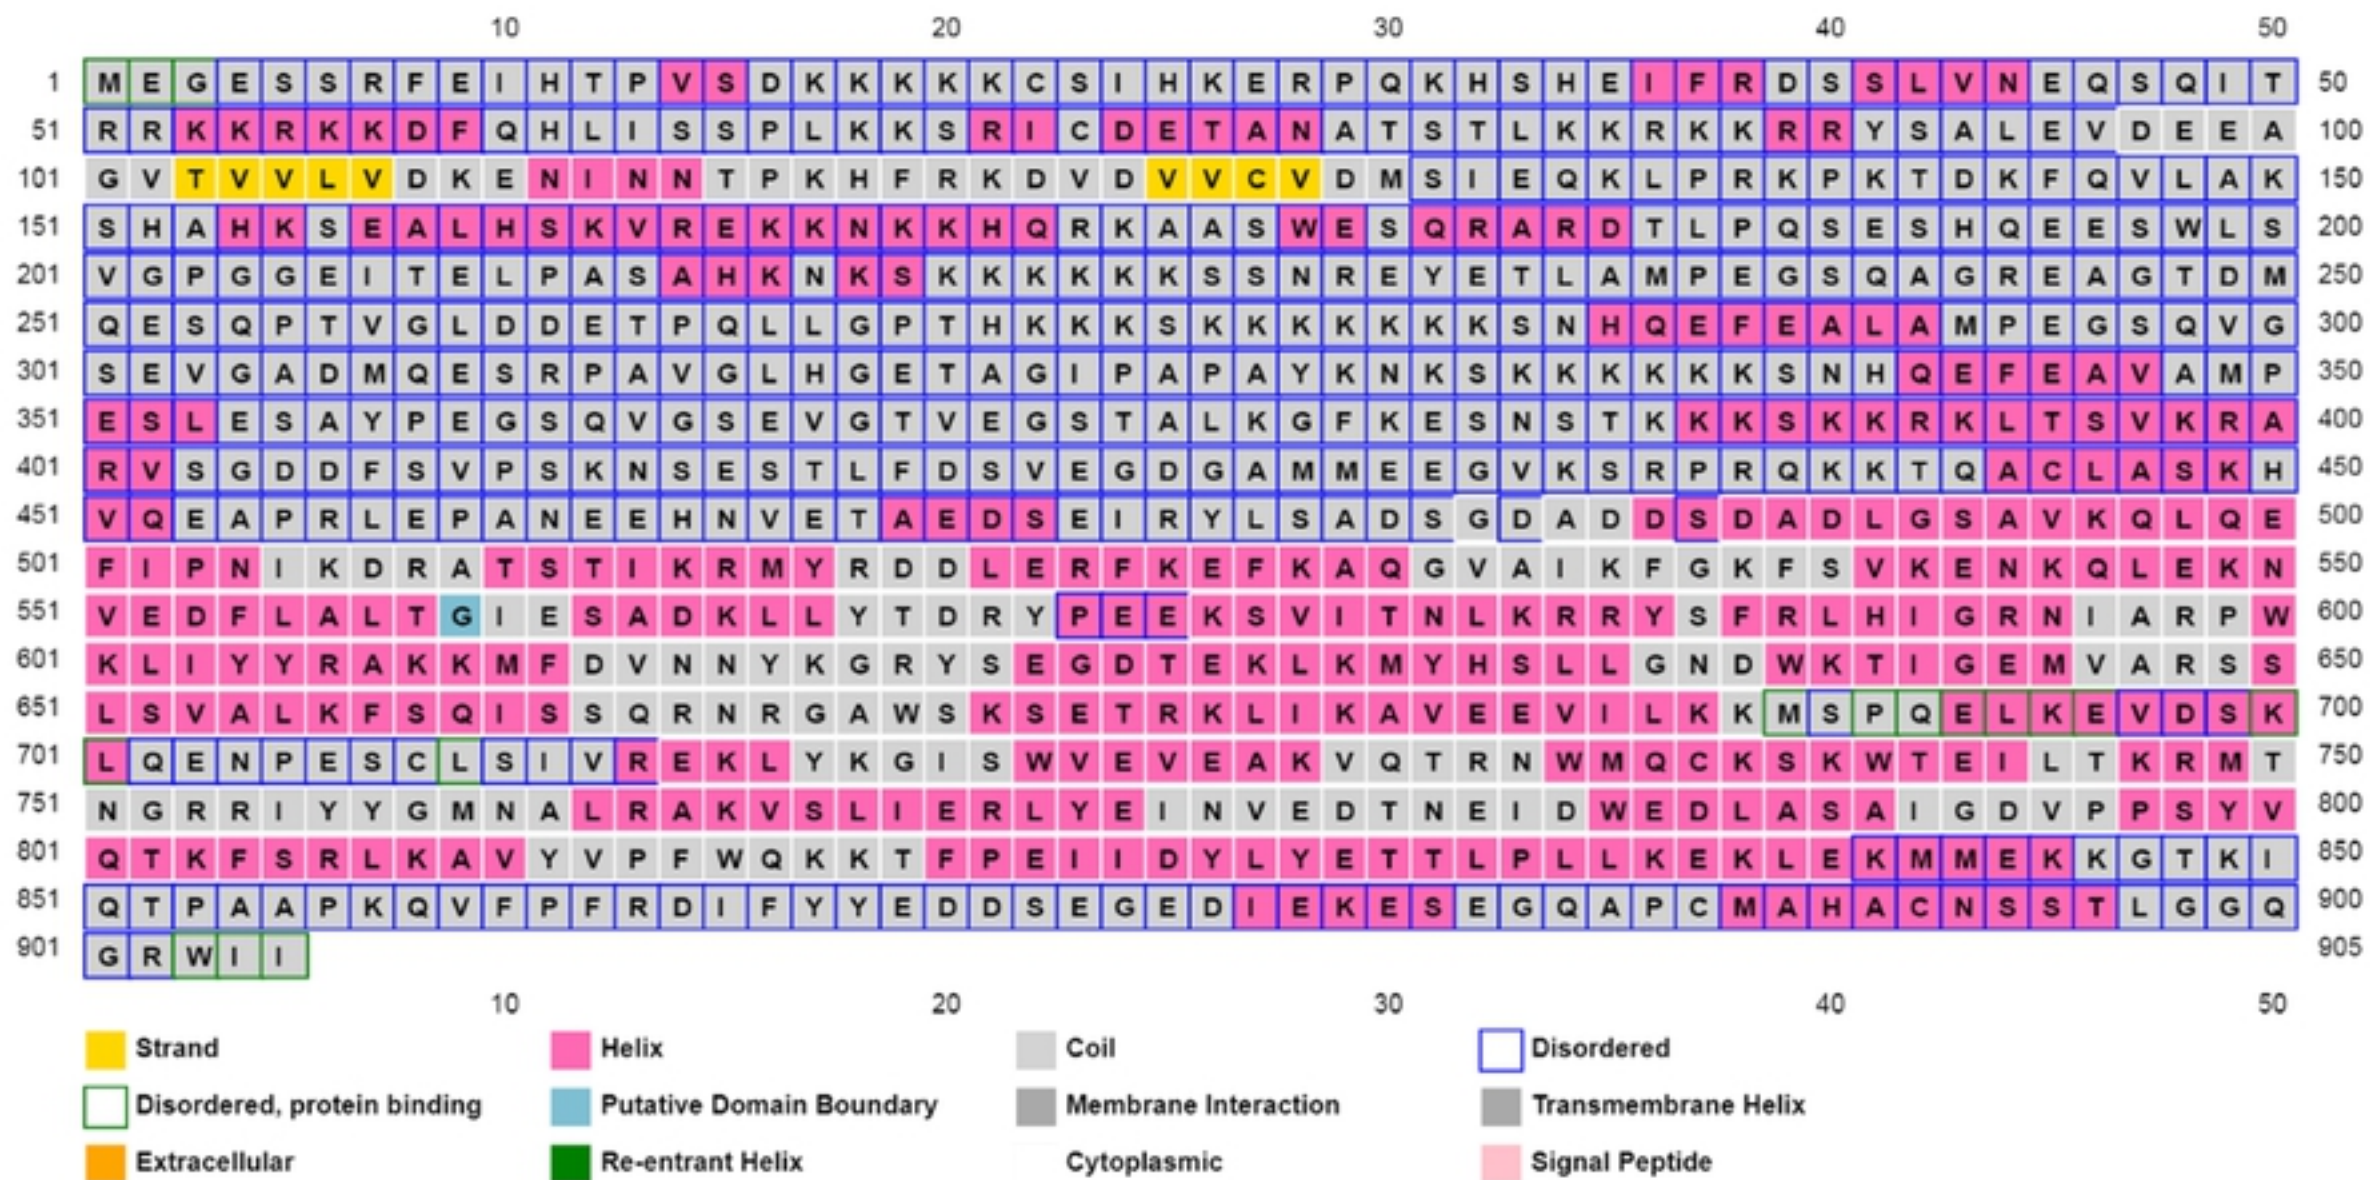 10 20 30 40 50
1 M E G E S S R F E I H T P V S D K K K K K C S I H K E R P Q K H S H E I F R D S S L V N E Q S Q I T 50
51 R R K K R K K D F Q H L I S S P L K K S R I C D E T A N A T S T L K K R K K R R Y S A L E V D E E A 100
101 G V T V V L V D K E N I N N T P K H F R K D V D V V C V D M S I E Q K L P R K P K T D K F Q V L A K 150
151 S H A H K S E A L H S K V R E K K N K K H Q R K A A S W E S Q R A R D T L P Q S E S H Q E E S W L S 200
201 V G P G G E I T E L P A S A H K N K S K K K K K K S S N R E Y E T L A M P E G S Q A G R E A G T D M 250
251 Q E S Q P T V G L D D E T P Q L L G P T H K K K S K K K K K K K S N H Q E F E A L A M P E G S Q V G 300
301 S E V G A D M Q E S R P A V G L H G E T A G I P A P A Y K N K S K K K K K K S N H Q E F E A V A M P 350
351 E S L E S A Y P E G S Q V G S E V G T V E G S T A L K G F K E S N S T K K K S K K R K L T S V K R A 400
401 R V S G D D F S V P S K N S E S T L F D S V E G D G A M M E E G V K S R P R Q K K T Q A C L A S K H 450
451 V Q E A P R L E P A N E E H N V E T A E D S E I R Y L S A D S G D A D D S D A D L G S A V K Q L Q E 500
501 F I P N I K D R A T S T I K R M Y R D D L E R F K E F K A Q G V A I K F G K F S V K E N K Q L E K N 550
551 V E D F L A L T G I E S A D K L L Y T D R Y P E E K S V I T N L K R R Y S F R L H I G R N I A R P W 600
601 K L I Y Y R A K K M F D V N N Y K G R Y S E G D T E K L K M Y H S L L G N D W K T I G E M V A R S S 650
651 L S V A L K F S Q I S S Q R N R G A W S K S E T R K L I K A V E E V I L K K M S P Q E L K E V D S K 700
701 L Q E N P E S C L S I V R E K L Y K G I S W V E V E A K V Q T R N W M Q C K S K W T E I L T K R M T 750
751 N G R R I Y Y G M N A L R A K V S L I E R L Y E I N V E D T N E I D W E D L A S A I G D V P P S Y V 800
801 Q T K F S R L K A V Y V P F W Q K K T F P E I I D Y L Y E T T L P L L K E K L E K M M E K K G T K I 850
851 Q T P A A P K Q V F P F R D I F Y Y E D D S E G E D I E K E S E G Q A P C M A H A C N S S T L G G Q 900
901 G R W I I 905
10 20 30 40 50
Strand Helix Coil Disordered
Disordered, protein binding Putative Domain Boundary Membrane Interaction Transmembrane Helix
Extracellular Re-entrant Helix Cytoplasmic Signal Peptide